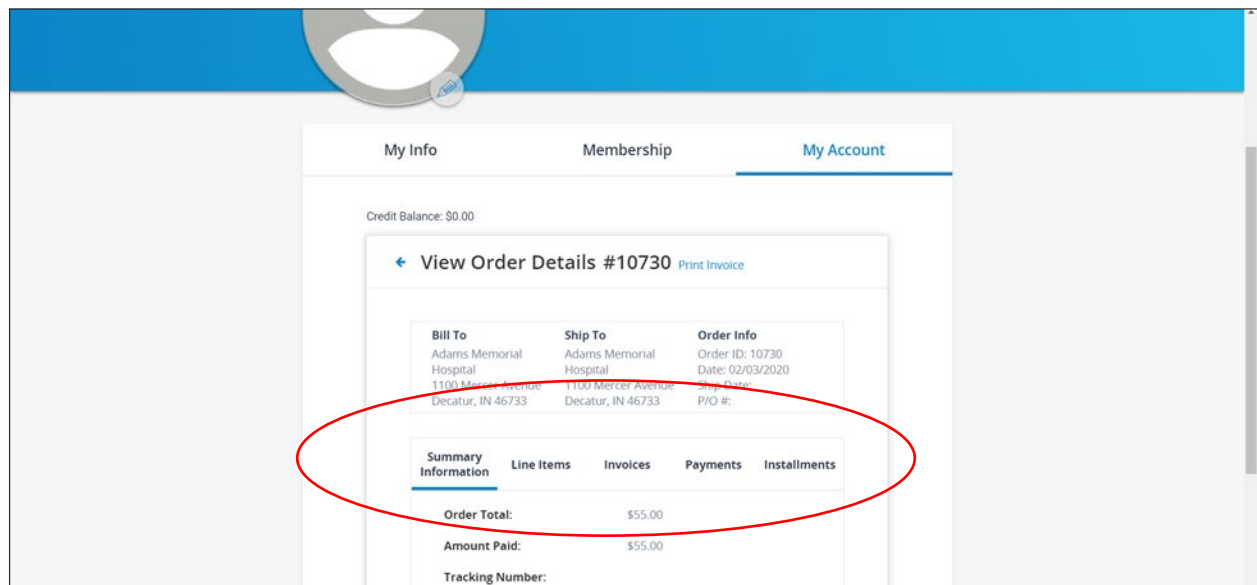 My Info Membership My Account
Credit Balance: $0.00
View Order Details #10730 Print Invoice
Bill To Ship To Order Info
Adams Memorial Adams Memorial Order ID: 10730
Hospital Hospital Date: 02/03/2020
1100 Mercer Avenue 1100 Mercer Avenue Ship Date:
Decatur, IN 46733 Decatur, IN 46733 P/O #:
Summary
Information Line Items Invoices Payments Installments
Order Total: $55.00
Amount Paid: $55.00
Tracking Number: